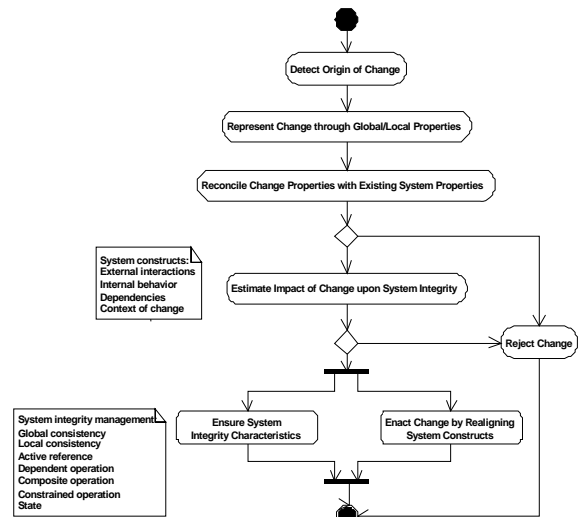 Detect Origin of Change
Represent Change through Global/Local Properties
Reconcile Change Properties with Existing System Properties
System constructs:
External interactions
Internal behavior
Dependencies
Context of change
Estimate Impact of Change upon System Integrity
Reject Change
System integrity management:
Global consistency
Local consistency
Active reference
Dependent operation
Composite operation
Constrained operation
State
Ensure System
Integrity Characteristics
Enact Change by Realigning
System Constructs